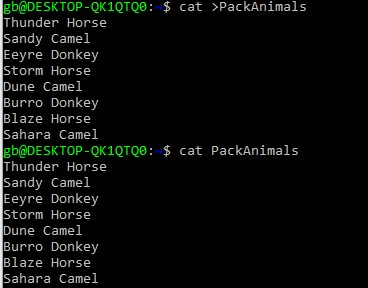 gb@DESKTOP-QK1QTQ0:~$ cat >PackAnimals
Thunder Horse
Sandy Camel
Eeyre Donkey
Storm Horse
Dune Camel
Burro Donkey
Blaze Horse
Sahara Camel
gb@DESKTOP-QK1QTQ0:~$ cat PackAnimals
Thunder Horse
Sandy Camel
Eeyre Donkey
Storm Horse
Dune Camel
Burro Donkey
Blaze Horse
Sahara Camel